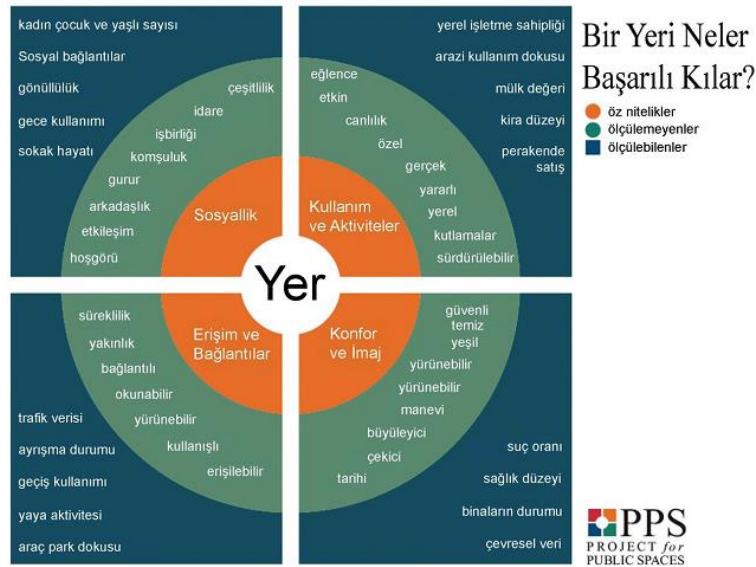 Bir Yeri Neler
Başarılı Kılar?
öz nitelikler
ölçülemeyenler
ölçülebilenler
kadın çocuk ve yaşlı sayısı
Sosyal bağlantılar
gönüllülük
gece kullanımı
sokak hayatı
çeşitlilik
idare
işbirliği
komşuluk
gurur
arkadaşlık
etkileşim
hoşgörü
Sosyallik
yerel işletme sahipliği
arazi kullanım dokusu
mülk değeri
kira düzeyi
perakende
satış
eğlence
etkin
canlılık
özel
gerçek
yararlı
yerel
kutlamalar
sürdürülebilir
Kullanım
ve Aktiviteler
Yer
Erişim ve
Bağlantılar
süreklilik
yakınlık
bağlantılı
okunabilir
yürünebilir
kullanışlı
erişilebilir
trafik verisi
ayrışma durumu
geçiş kullanımı
yaya aktivitesi
araç park dokusu
Konfor
ve İmaj
güvenli
temiz
yeşil
yürünebilir
yürünebilir
manevi
büyüleyici
çekici
tarihi
suç oranı
sağlık düzeyi
binaların durumu
çevresel veri
PPS
PROJECT for
PUBLIC SPACES